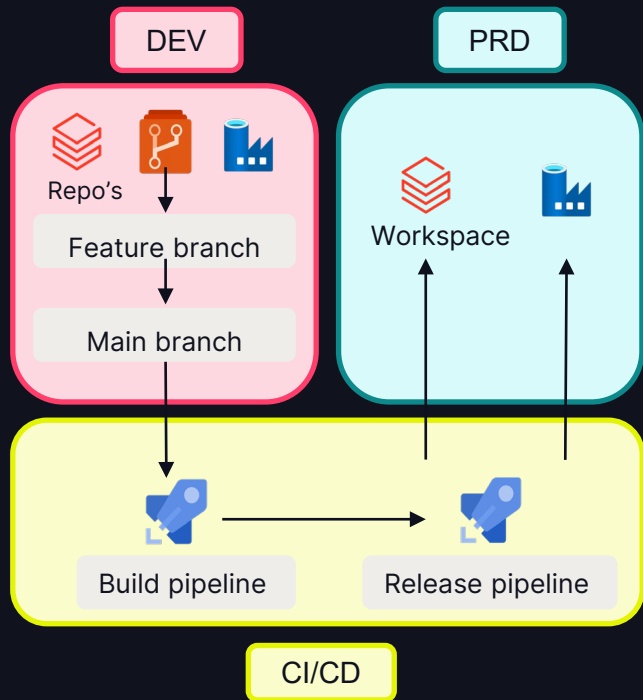 DEV
PRD
Repo's
Feature branch
Main branch
Workspace
Build pipeline
Release pipeline
CI/CD